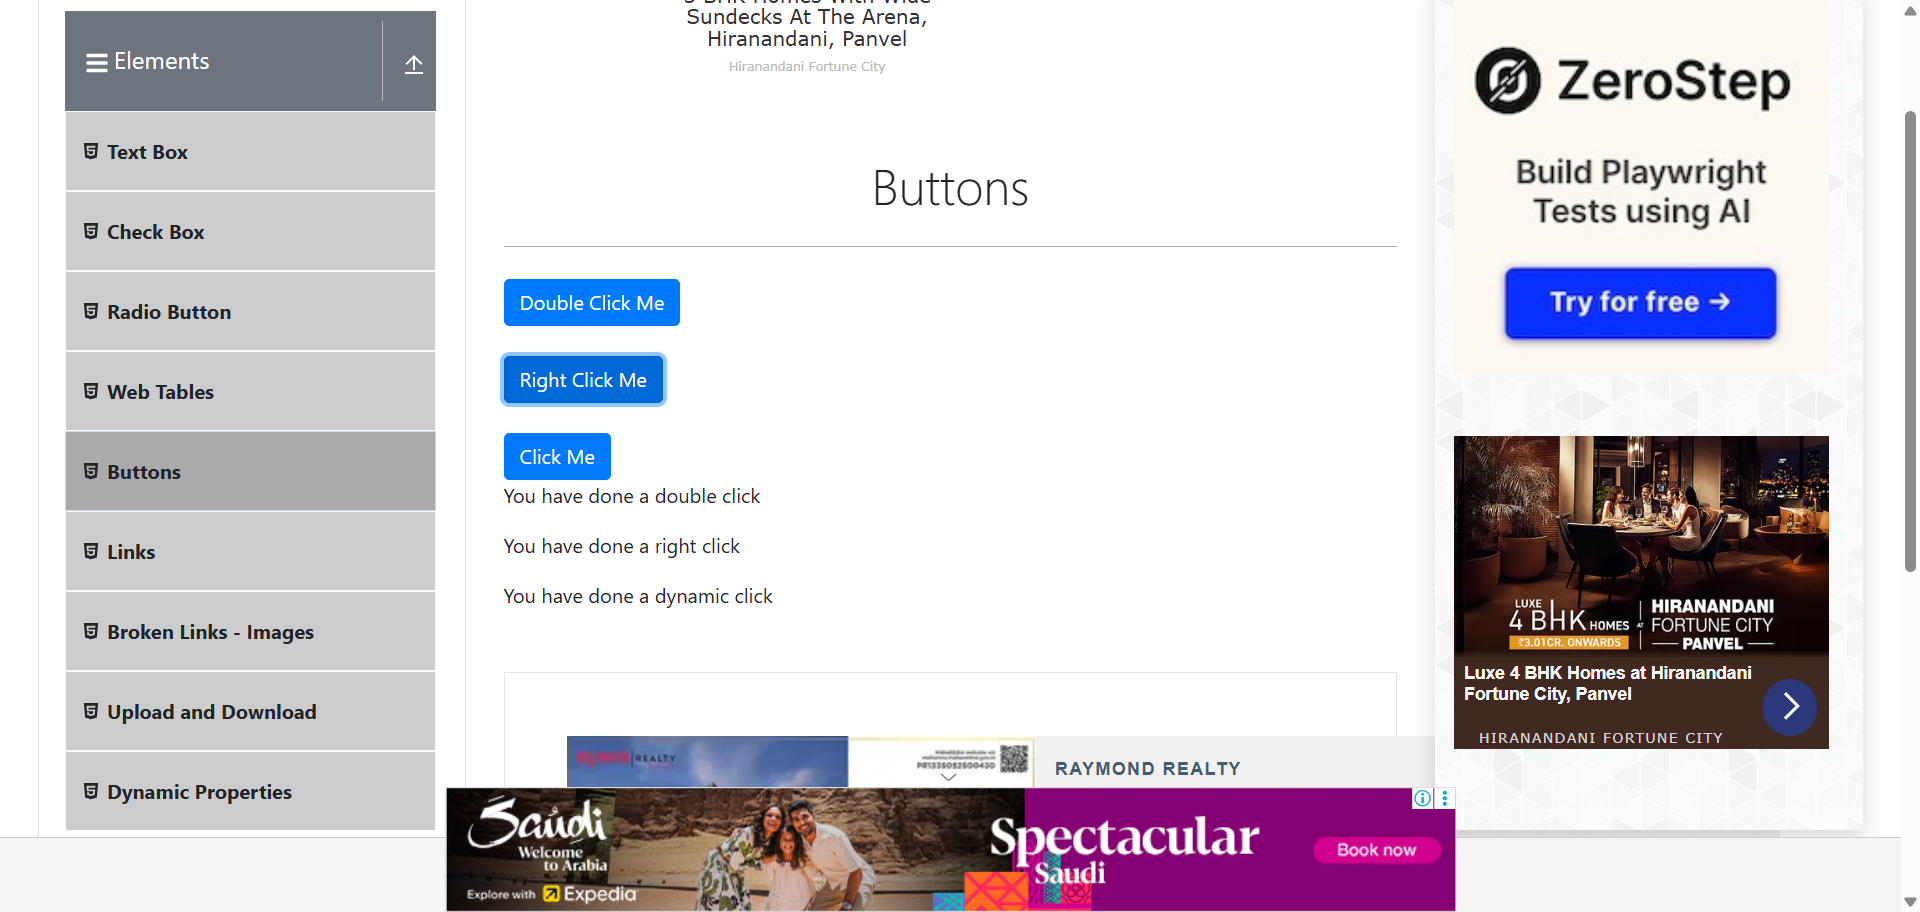 Elements
Text Box
Check Box
Radio Button
Web Tables
Buttons
Links
Broken Links - Images
Upload and Download
Dynamic Properties
Sundecks At The Arena,
Hiranandani, Panvel
Hiranandani Fortune City
Buttons
Double Click Me
Right Click Me
Click Me
You have done a double click
You have done a right click
You have done a dynamic click
REALTY
PR1335052500430
RAYMOND REALTY
Saudi
Welcome
to Arabia
Explore with Expedia
Spectacular
Saudi
Book now
ZeroStep
Build Playwright
Tests using AI
Try for free →
LUXE
4 BHK HOMES AT
₹3.01CR. ONWARDS
HIRANANDANI
FORTUNE CITY
PANVEL
Luxe 4 BHK Homes at Hiranandani
Fortune City, Panvel
HIRANANDANI FORTUNE CITY